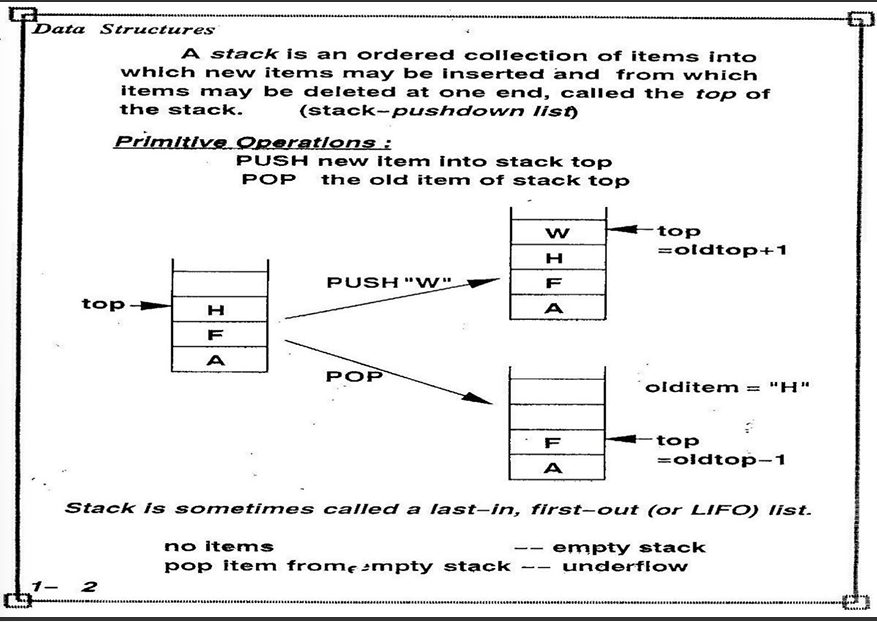 Data Structures
A stack is an ordered collection of items into
which new items may be inserted and from which
items may be deleted at one end, called the top of
the stack. (stack-pushdown list)
Primitive Operations :
PUSH new item into stack top
POP the old item of stack top
W
top
=oldtop+1
H
F
A
PUSH "W"
top
H
F
A
POP
olditem = "H"
F
top
=oldtop-1
A
Stack is sometimes called a last-in, first-out (or LIFO) list.
no items -- empty stack
pop item from empty stack -- underflow
1- 2